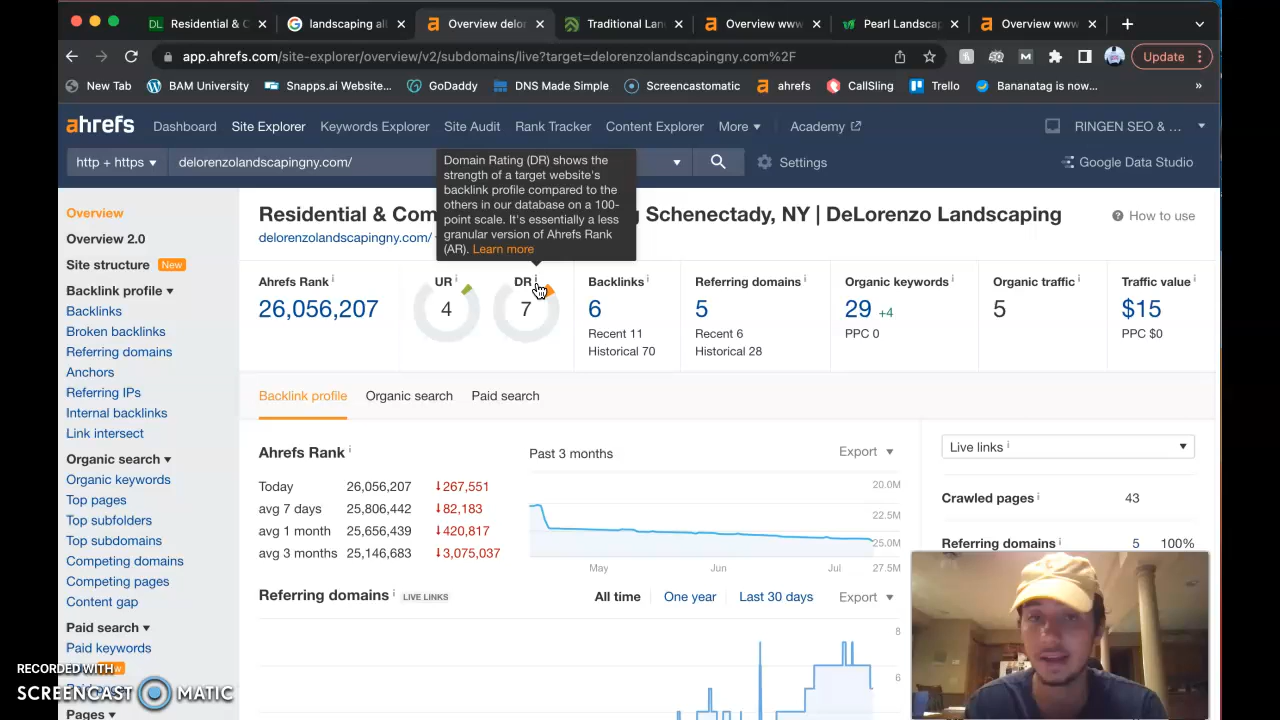 Residential & C
landscaping all
Overview delor
Traditional Lan
Overview www
Pearl Landscap
Overview www
app.ahrefs.com/site-explorer/overview/v2/subdomains/live?target=delorenzolandscapingny.com%2F
Update
New Tab
BAM University
Snapps.ai Website...
GoDaddy
DNS Made Simple
Screencastomatic
ahrefs
CallSling
Trello
Bananatag is now...
»
ahrefs
Dashboard
Site Explorer
Keywords Explorer
Site Audit
Rank Tracker
Content Explorer
More
Academy
RINGEN SEO & ...
http + https
delorenzolandscapingny.com/
Settings
Google Data Studio
Domain Rating (DR) shows the
strength of a target website's
backlink profile compared to the
others in our database on a 100-
point scale. It's essentially a less
granular version of Ahrefs Rank
(AR). Learn more
Overview
Overview 2.0
Site structure New
Backlink profile
Backlinks
Broken backlinks
Referring domains
Anchors
Referring IPs
Internal backlinks
Link intersect
Organic search
Organic keywords
Top pages
Top subfolders
Top subdomains
Competing domains
Competing pages
Content gap
Paid search
Paid keywords
Pages
Residential & Com
g Schenectady, NY | DeLorenzo Landscaping
How to use
delorenzolandscapingny.com/
Ahrefs Rank
26,056,207
UR
4
DR
7
Backlinks
6
Recent 11
Historical 70
Referring domains
5
Recent 6
Historical 28
Organic keywords
29 +4
PPC 0
Organic traffic
5
Traffic value
$15
PPC $0
Backlink profile
Organic search
Paid search
Ahrefs Rank
Today 26,056,207 ↓267,551
avg 7 days 25,806,442 ↓82,183
avg 1 month 25,656,439 ↓420,817
avg 3 months 25,146,683 ↓3,075,037
Past 3 months
Export
20.0M
22.5M
25.0M
27.5M
May
Jun
Jul
Live links
Crawled pages 43
Referring domains 5 100%
Referring domains LIVE LINKS
All time
One year
Last 30 days
Export
8
6
RECORDED WITH
SCREENCAST MATIC